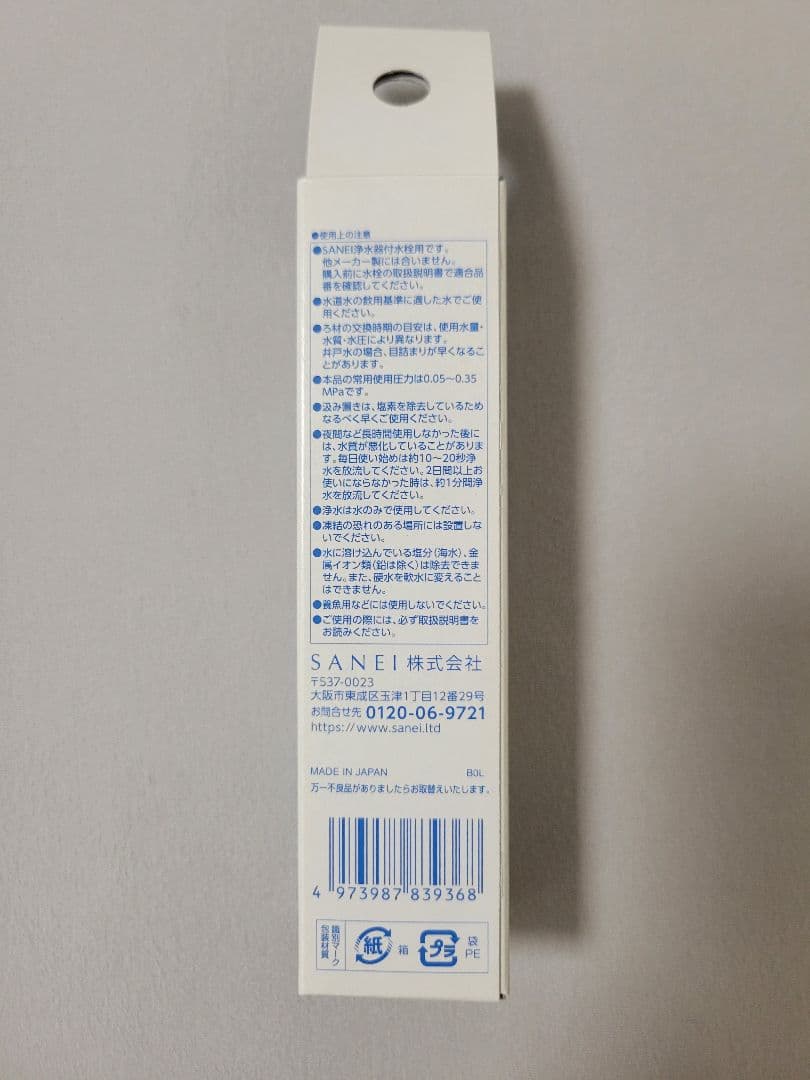 ●使用上の注意
●SANEI浄水器付水栓用です。
他メーカー製には合いません。
購入前に水栓の取扱説明書で適合品
番を確認してください。
●水道水の飲用基準に適した水でご使
用ください。
●ろ材の交換時期の目安は、使用水量・
水質・水圧により異なります。
井戸水の場合、目詰まりが早くなるこ
とがあります。
●本品の常用使用圧力は0.05〜0.35
MPaです。
●汲み置きは、塩素を除去しているため
なるべく早くご使用ください。
●夜間など長時間使用しなかった後に
は、水質が悪化していることがありま
す。毎日使い始めは約10〜20秒浄
水を放流してください。2日間以上お
使いにならなかった時は、約1分間浄
水を放流してください。
●浄水は水のみで使用してください。
●凍結の恐れのある場所には設置しな
いでください。
●水に溶け込んでいる塩分(海水)、金
属イオン類(鉛は除く)は除去できま
せん。また、硬水を軟水に変えること
はできません。
●養魚用などには使用しないでください。
●ご使用の際には、必ず取扱説明書を
お読みください。
SANEI株式会社
〒537-0023
大阪市東成区玉津1丁目12番29号
お問合せ先 0120-06-9721
https://www.sanei.ltd
MADE IN JAPAN B0L
万一不良品がありましたらお取替えいたします。
4 973987 839368
識別マーク
包装材質
紙 箱
プラ 袋
PE